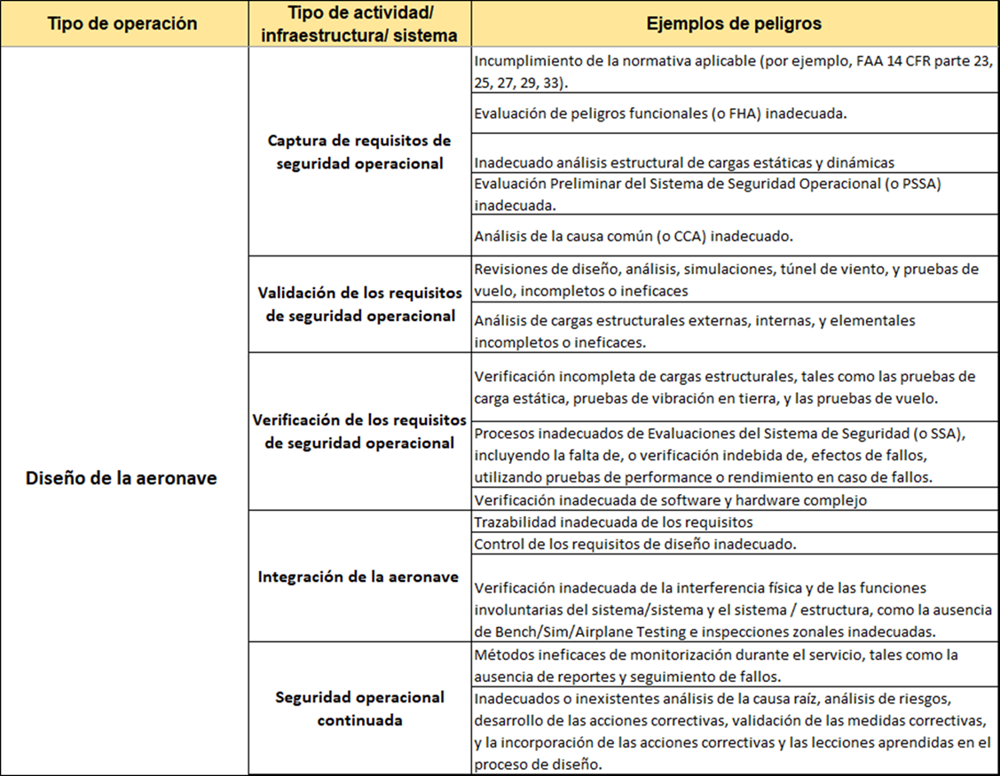 Tipo de operación
Tipo de actividad/
infraestructura/ sistema
Ejemplos de peligros
Diseño de la aeronave
Captura de requisitos de
seguridad operacional
Incumplimiento de la normativa aplicable (por ejemplo, FAA 14 CFR parte 23,
25, 27, 29, 33).
Evaluación de peligros funcionales (o FHA) inadecuada.
Inadecuado análisis estructural de cargas estáticas y dinámicas
Evaluación Preliminar del Sistema de Seguridad Operacional (o PSSA)
inadecuada.
Análisis de la causa común (o CCA) inadecuado.
Validación de los requisitos
de seguridad operacional
Revisiones de diseño, análisis, simulaciones, túnel de viento, y pruebas de
vuelo, incompletos o ineficaces
Análisis de cargas estructurales externas, internas, y elementales
incompletos o ineficaces.
Verificación de los requisitos
de seguridad operacional
Verificación incompleta de cargas estructurales, tales como las pruebas de
carga estática, pruebas de vibración en tierra, y las pruebas de vuelo.
Procesos inadecuados de Evaluaciones del Sistema de Seguridad (o SSA),
incluyendo la falta de, o verificación indebida de, efectos de fallos,
utilizando pruebas de performance o rendimiento en caso de fallos.
Verificación inadecuada de software y hardware complejo
Integración de la aeronave
Trazabilidad inadecuada de los requisitos
Control de los requisitos de diseño inadecuado.
Verificación inadecuada de la interferencia física y de las funciones
involuntarias del sistema/sistema y el sistema / estructura, como la ausencia
de Bench/Sim/Airplane Testing e inspecciones zonales inadecuadas.
Seguridad operacional
continuada
Métodos ineficaces de monitorización durante el servicio, tales como la
ausencia de reportes y seguimiento de fallos.
Inadecuados o inexistentes análisis de la causa raíz, análisis de riesgos,
desarrollo de las acciones correctivas, validación de las medidas correctivas,
y la incorporación de las acciones correctivas y las lecciones aprendidas en el
proceso de diseño.